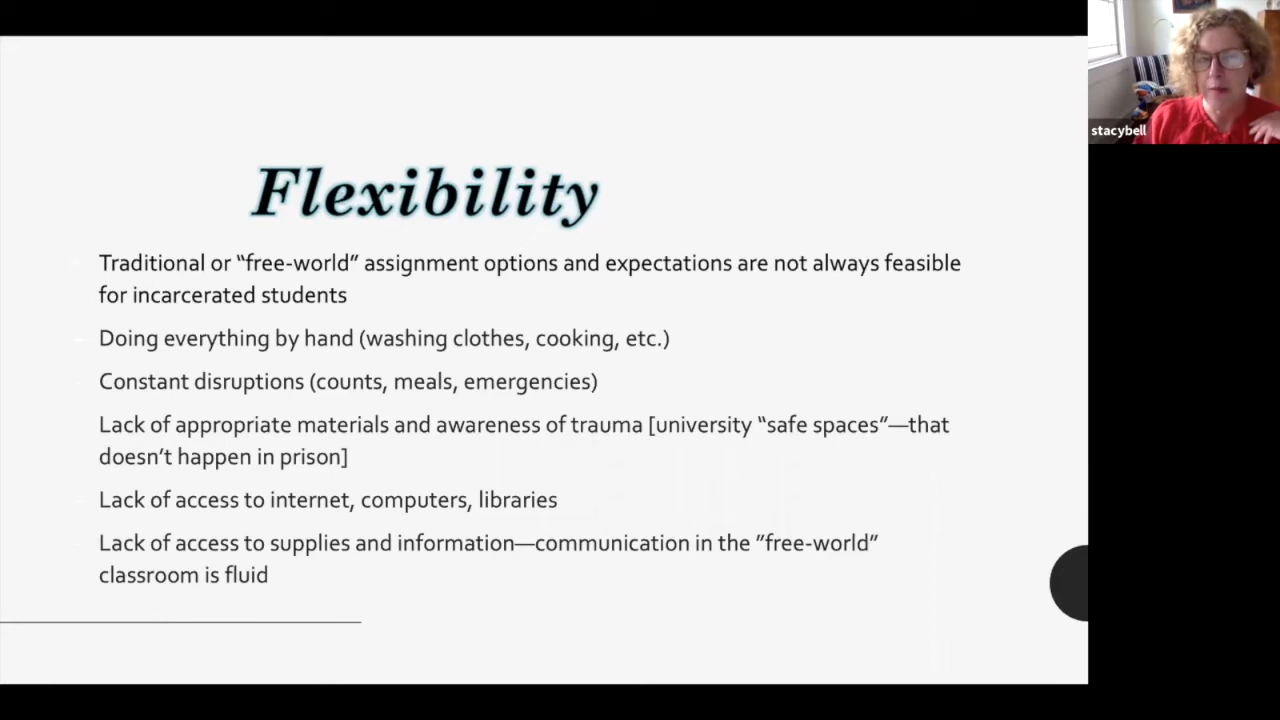 Flexibility
Traditional or “free-world” assignment options and expectations are not always feasible
for incarcerated students
Doing everything by hand (washing clothes, cooking, etc.)
Constant disruptions (counts, meals, emergencies)
Lack of appropriate materials and awareness of trauma [university “safe spaces”—that
doesn’t happen in prison]
Lack of access to internet, computers, libraries
Lack of access to supplies and information—communication in the ”free-world”
classroom is fluid
stacybell